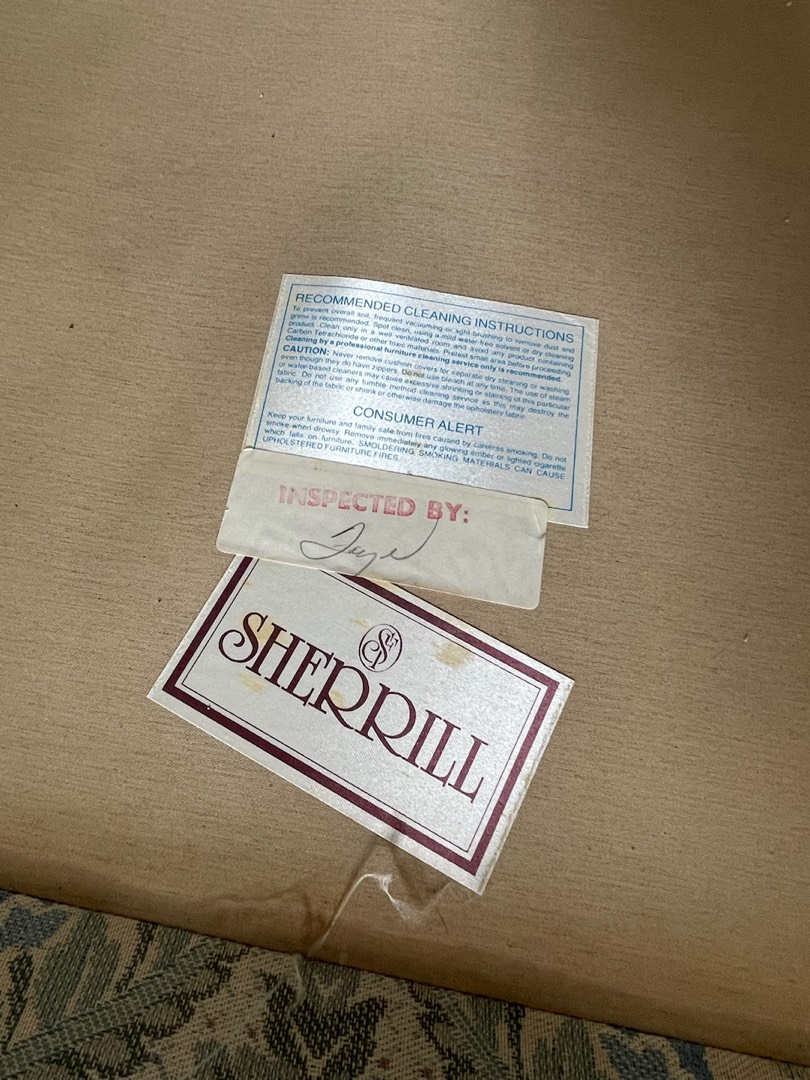 RECOMMENDED CLEANING INSTRUCTIONS
To prevent overall soil, frequent vacuuming or light brushing to remove dust and
grime is recommended. Spot clean, using a mild water-free solvent or dry cleaning
product. Clean only in a well ventilated room and avoid any product containing
Carbon Tetrachloride or other toxic materials. Pretest small area before proceeding.
Cleaning by a professional furniture cleaning service only is recommended.
CAUTION: Never remove cushion covers for separate dry cleaning or washing
even though they do have zippers. Do not use bleach at any time. The use of steam
or water-based cleaners may cause excessive shrinking or staining of this particular
fabric. Do not use any tumble method cleaning service as this may destroy the
backing of the fabric or shrink or otherwise damage the upholstery fabric.
CONSUMER ALERT
Keep your furniture and family safe from fires caused by careless smoking. Do not
smoke when drowsy. Remove immediately any glowing ember or lighted cigarette
which falls on furniture. SMOLDERING SMOKING MATERIALS CAN CAUSE
UPHOLSTERED FURNITURE FIRES.
INSPECTED BY:
SHERRILL